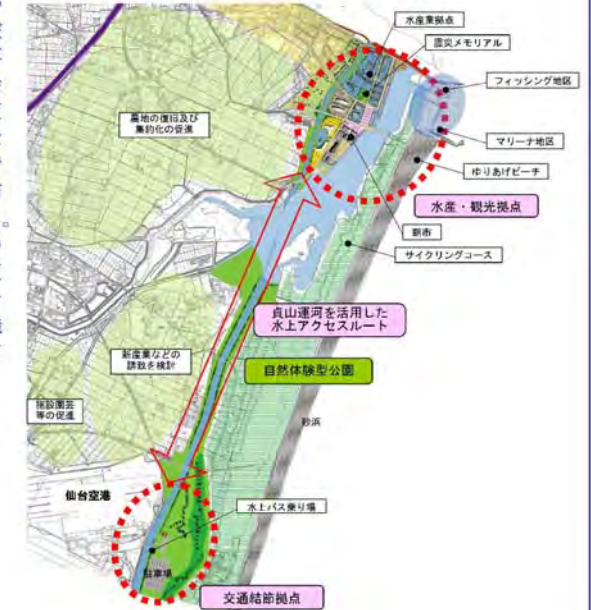 水産業拠点
震災メモリアル
フィッシング地区
農地の復旧及び
集約化の促進
マリーナ地区
ゆりあげビーチ
水産・観光拠点
朝市
サイクリングコース
貞山運河を活用した
水上アクセスルート
新産業などの
誘致を検討
自然体験型公園
施設園芸
等の促進
砂浜
仙台空港
水上バス乗り場
駐車場
交通結節拠点